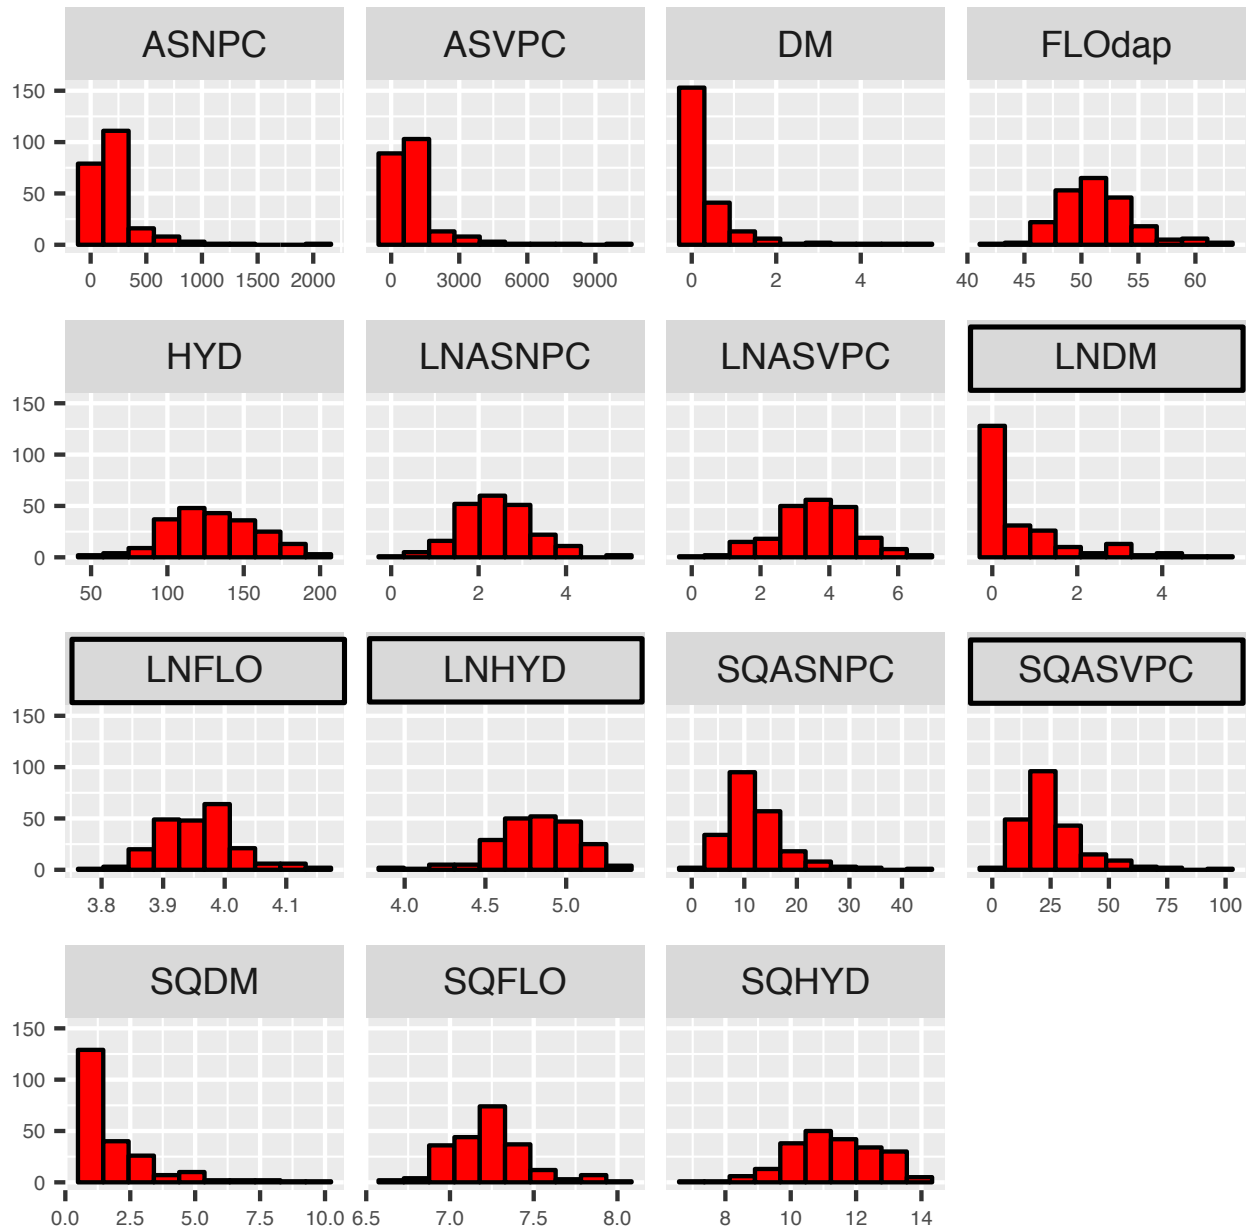 ASNPC ASVPC DM FLOdap
150
100
50
0
0 500 1000 1500 2000 0 3000 6000 9000 0 2 4 40 45 50 55 60
HYD LNASNPC LNASVPC LNDM
150
100
50
0
50 100 150 200 0 2 4 0 2 4 6 0 2 4
LNFLO LNHYD SQASNPC SQASVPC
150
100
50
0
3.8 3.9 4.0 4.1 4.0 4.5 5.0 0 10 20 30 40 0 25 50 75 100
SQDM SQFLO SQHYD
150
100
50
0
0.0 2.5 5.0 7.5 10.0 6.5 7.0 7.5 8.0 8 10 12 14